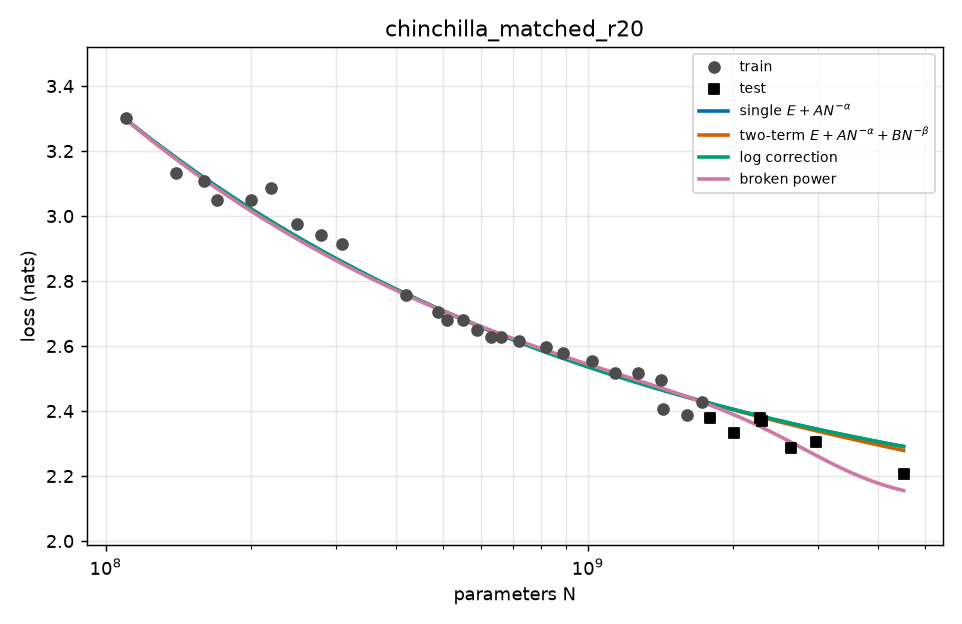 chinchilla_matched_r20
train
test
single E + AN^{-α}
two-term E + AN^{-α} + BN^{-β}
log correction
broken power
loss (nats)
3.4
3.2
3.0
2.8
2.6
2.4
2.2
2.0
10^8
10^9
parameters N